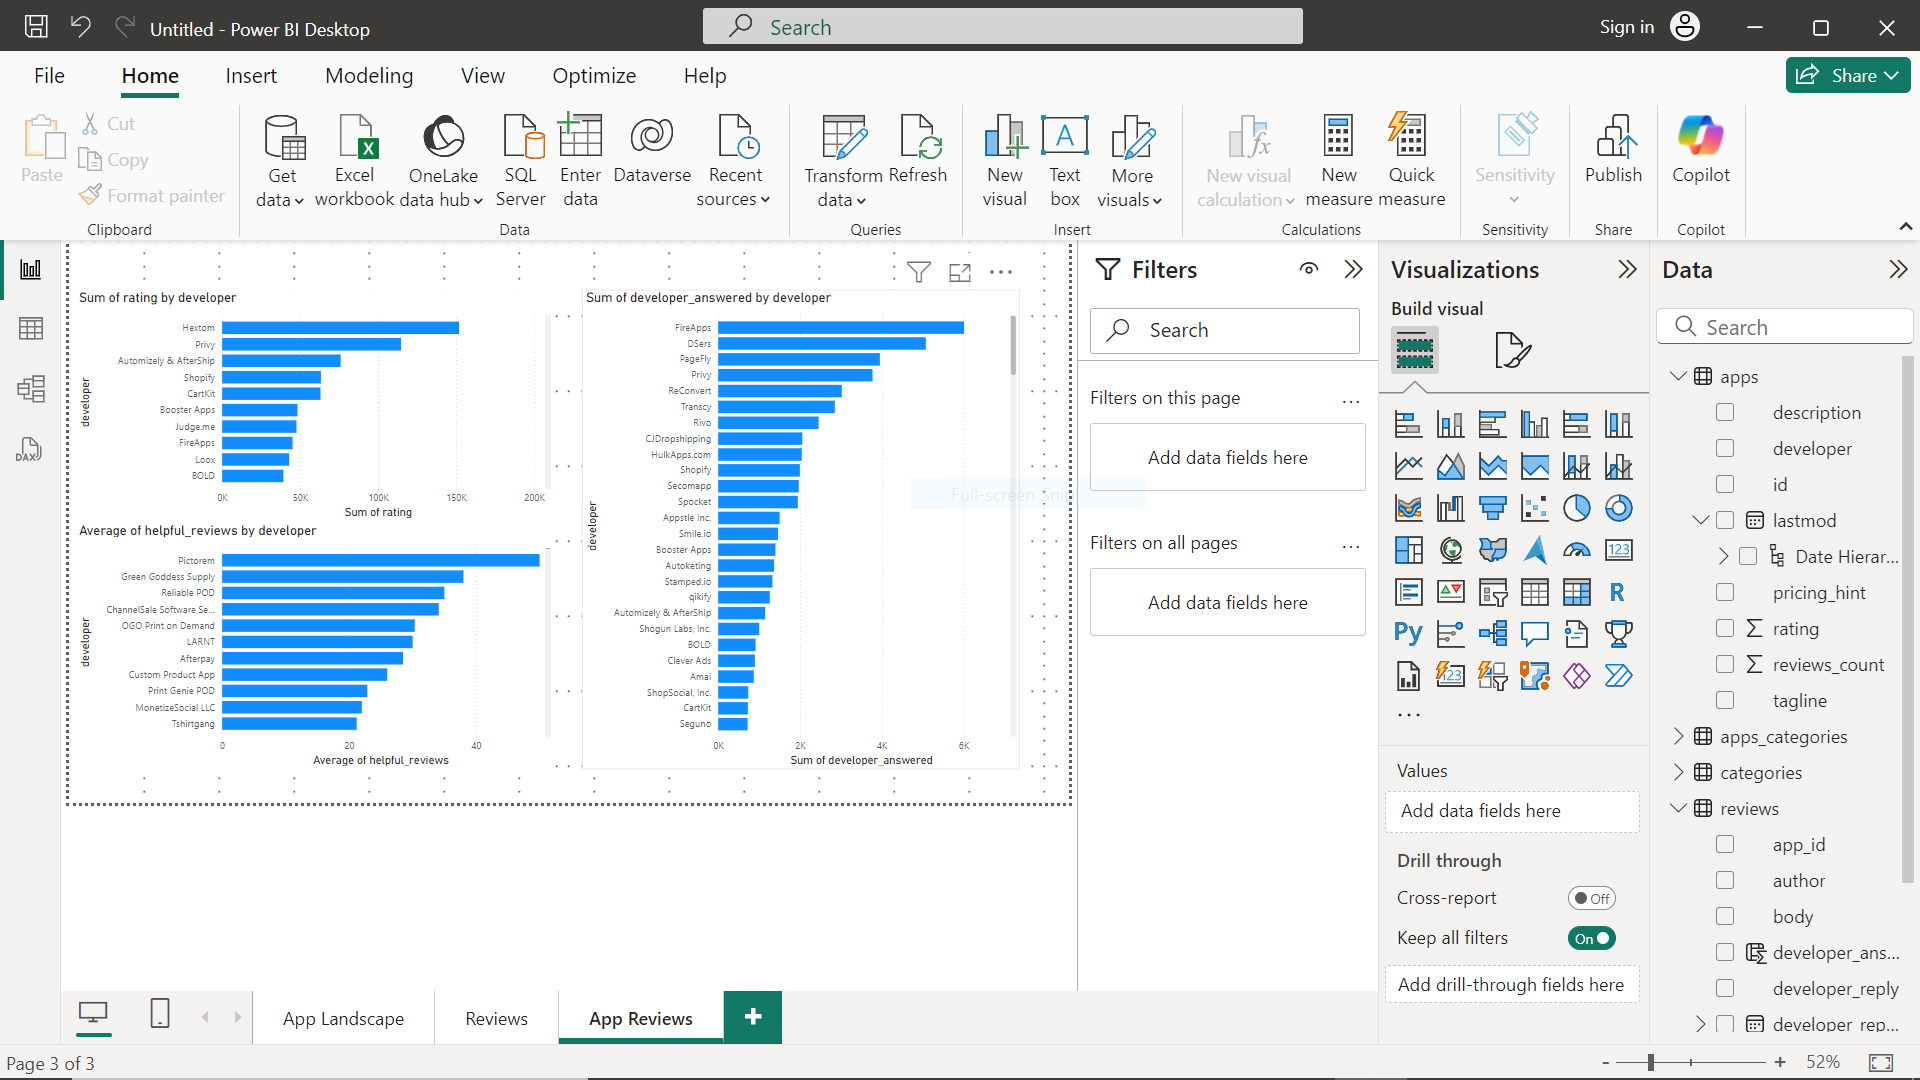 Untitled - Power BI Desktop
Search
Sign in
File
Home
Insert
Modeling
View
Optimize
Help
Share
Paste
Cut
Copy
Format painter
Clipboard
Get data
Excel workbook
OneLake data hub
SQL Server
Enter data
Dataverse
Recent sources
Data
Transform data
Refresh
Queries
New visual
Text box
More visuals
Insert
New visual calculation
New measure
Quick measure
Calculations
Sensitivity
Sensitivity
Publish
Share
Copilot
Copilot
Sum of rating by developer
developer
Hextom
Privy
Automizely & AfterShip
Shopify
CartKit
Booster Apps
Judge.me
FireApps
Loox
BOLD
0K 50K 100K 150K 200K
Sum of rating
Average of helpful_reviews by developer
developer
Pictorem
Green Goddess Supply
Reliable POD
ChannelSale Software Se...
OGO Print on Demand
LARNT
Afterpay
Custom Product App
Print Genie POD
MonetizeSocial LLC
Tshirtgang
0 20 40
Average of helpful_reviews
Sum of developer_answered by developer
developer
FireApps
DSers
PageFly
Privy
ReConvert
Transcy
Rivo
CJDropshipping
HulkApps.com
Shopify
Secomapp
Spocket
Appstle Inc.
Smile.io
Booster Apps
Autoketing
Stamped.io
qikify
Automizely & AfterShip
Shogun Labs, Inc.
BOLD
Clever Ads
Amai
ShopSocial, Inc.
CartKit
Seguno
0K 2K 4K 6K
Sum of developer_answered
Full-screen Snip
Filters
Search
Filters on this page
...
Add data fields here
Filters on all pages
...
Add data fields here
Visualizations
Build visual
123
R
Py
123
...
Values
Add data fields here
Drill through
Cross-report
Off
Keep all filters
On
Add drill-through fields here
Data
Search
apps
description
developer
id
lastmod
Date Hierar...
pricing_hint
rating
reviews_count
tagline
apps_categories
categories
reviews
app_id
author
body
developer_ans...
developer_reply
developer_rep...
DAX
App Landscape
Reviews
App Reviews
+
Page 3 of 3
- + 52%